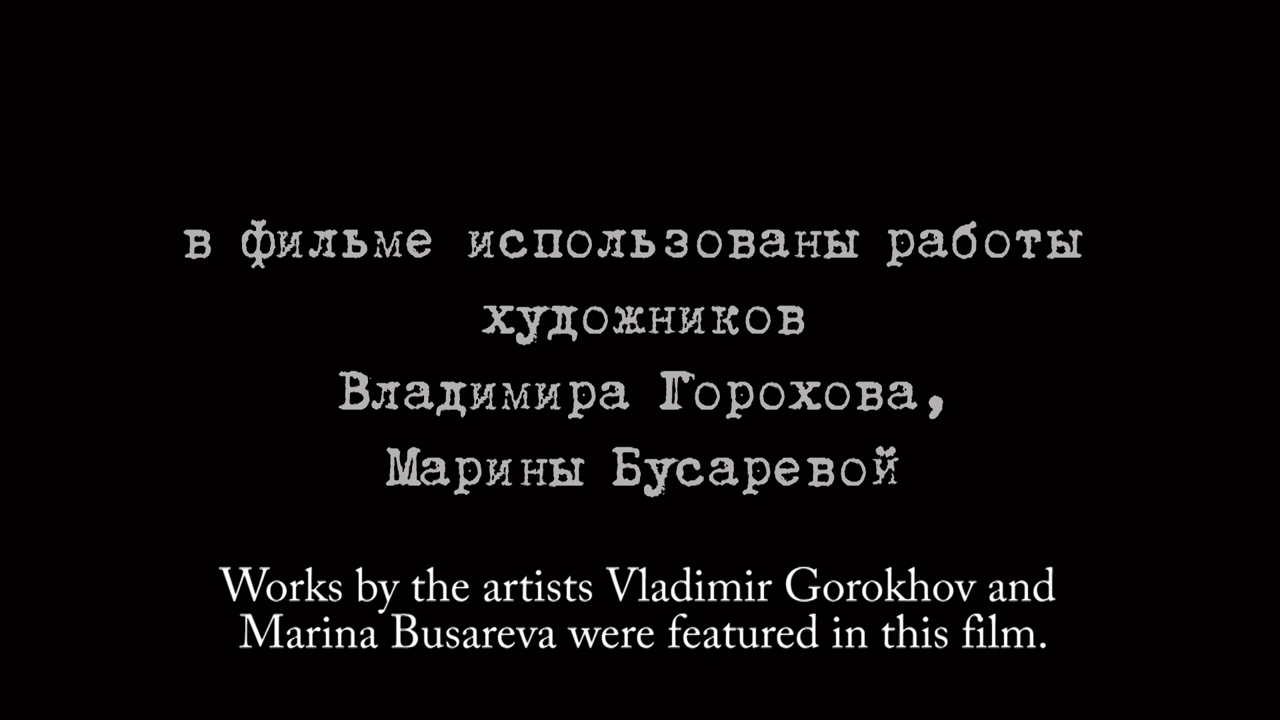 в фильме использованы работы
художников
Владимира Горохова,
Марины Бусаревой
Works by the artists Vladimir Gorokhov and
Marina Busareva were featured in this film.